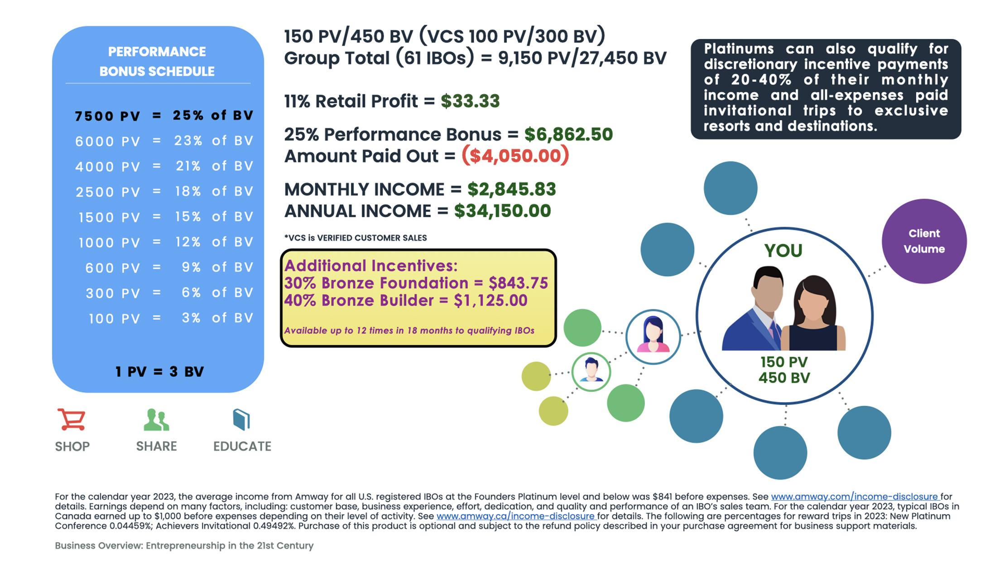 PERFORMANCE
BONUS SCHEDULE
7500 PV = 25% of BV
6000 PV = 23% of BV
4000 PV = 21% of BV
2500 PV = 18% of BV
1500 PV = 15% of BV
1000 PV = 12% of BV
600 PV = 9% of BV
300 PV = 6% of BV
100 PV = 3% of BV
1 PV = 3 BV
SHOP
SHARE
EDUCATE
150 PV/450 BV (VCS 100 PV/300 BV)
Group Total (61 IBOs) = 9,150 PV/27,450 BV
11% Retail Profit = $33.33
25% Performance Bonus = $6,862.50
Amount Paid Out = ($4,050.00)
MONTHLY INCOME = $2,845.83
ANNUAL INCOME = $34,150.00
*VCS is VERIFIED CUSTOMER SALES
Additional Incentives:
30% Bronze Foundation = $843.75
40% Bronze Builder = $1,125.00
Available up to 12 times in 18 months to qualifying IBOs
Platinums can also qualify for
discretionary incentive payments
of 20-40% of their monthly
income and all-expenses paid
invitational trips to exclusive
resorts and destinations.
Client
Volume
YOU
150 PV
450 BV
For the calendar year 2023, the average income from Amway for all U.S. registered IBOs at the Founders Platinum level and below was $841 before expenses. See www.amway.com/income-disclosure for
details. Earnings depend on many factors, including: customer base, business experience, effort, dedication, and quality and performance of an IBO’s sales team. For the calendar year 2023, typical IBOs in
Canada earned up to $1,000 before expenses depending on their level of activity. See www.amway.ca/income-disclosure for details. The following are percentages for reward trips in 2023: New Platinum
Conference 0.04459%; Achievers Invitational 0.49492%. Purchase of this product is optional and subject to the refund policy described in your purchase agreement for business support materials.
Business Overview: Entrepreneurship in the 21st Century